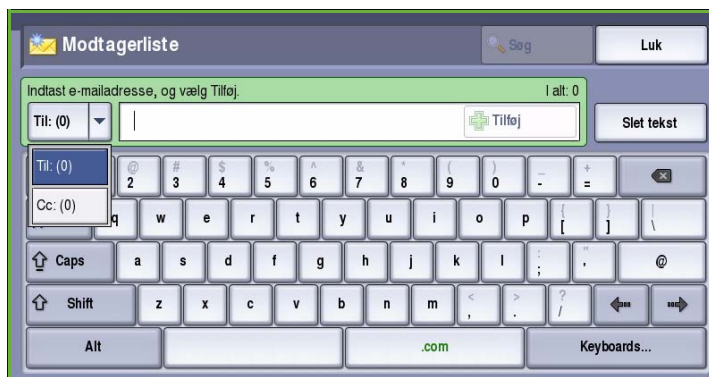 Modtagerliste Søg Luk
Indtast e-mailadresse, og vælg Tilføj. I alt: 0
Til: (0) Tilføj Slet tekst
Til: (0)
Cc: (0)
@ # $ % ^ & * ( ) _ +
2 3 4 5 6 7 8 9 0 - =
{ } |
q w e r t y u i o p [ ] \
: "
Caps a s d f g h j k l ; ' @
< > ?
Shift z x c v b n m , . /
Alt .com Keyboards...